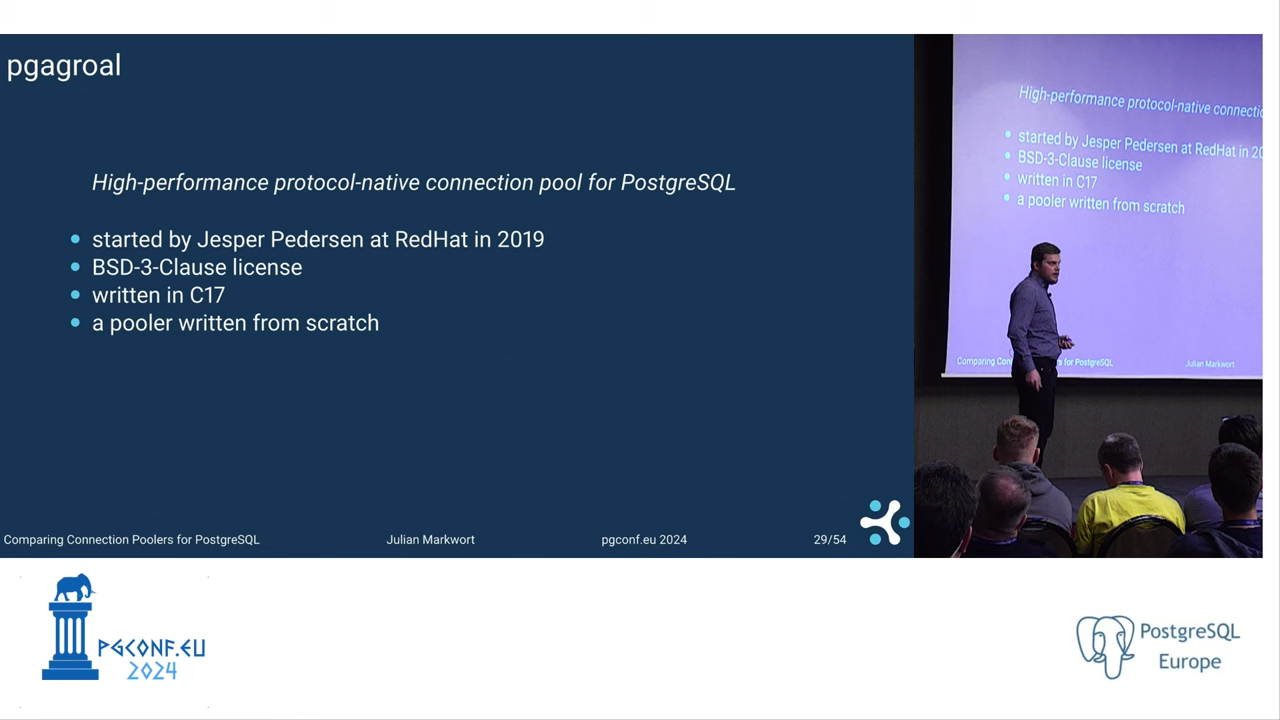 pgagroal
High-performance protocol-native connection pool for PostgreSQL
started by Jesper Pedersen at RedHat in 2019
BSD-3-Clause license
written in C17
a pooler written from scratch
Comparing Connection Poolers for PostgreSQL
Julian Markwort
pgconf.eu 2024
29/54
High-performance protocol-native
started by Jesper Pedersen at RedHat in
BSD-3-Clause license
written in C17
a pooler written from scratch
Comparing
for PostgreSQL
Julian Markwort
PGCONF.EU
2024
PostgreSQL
Europe